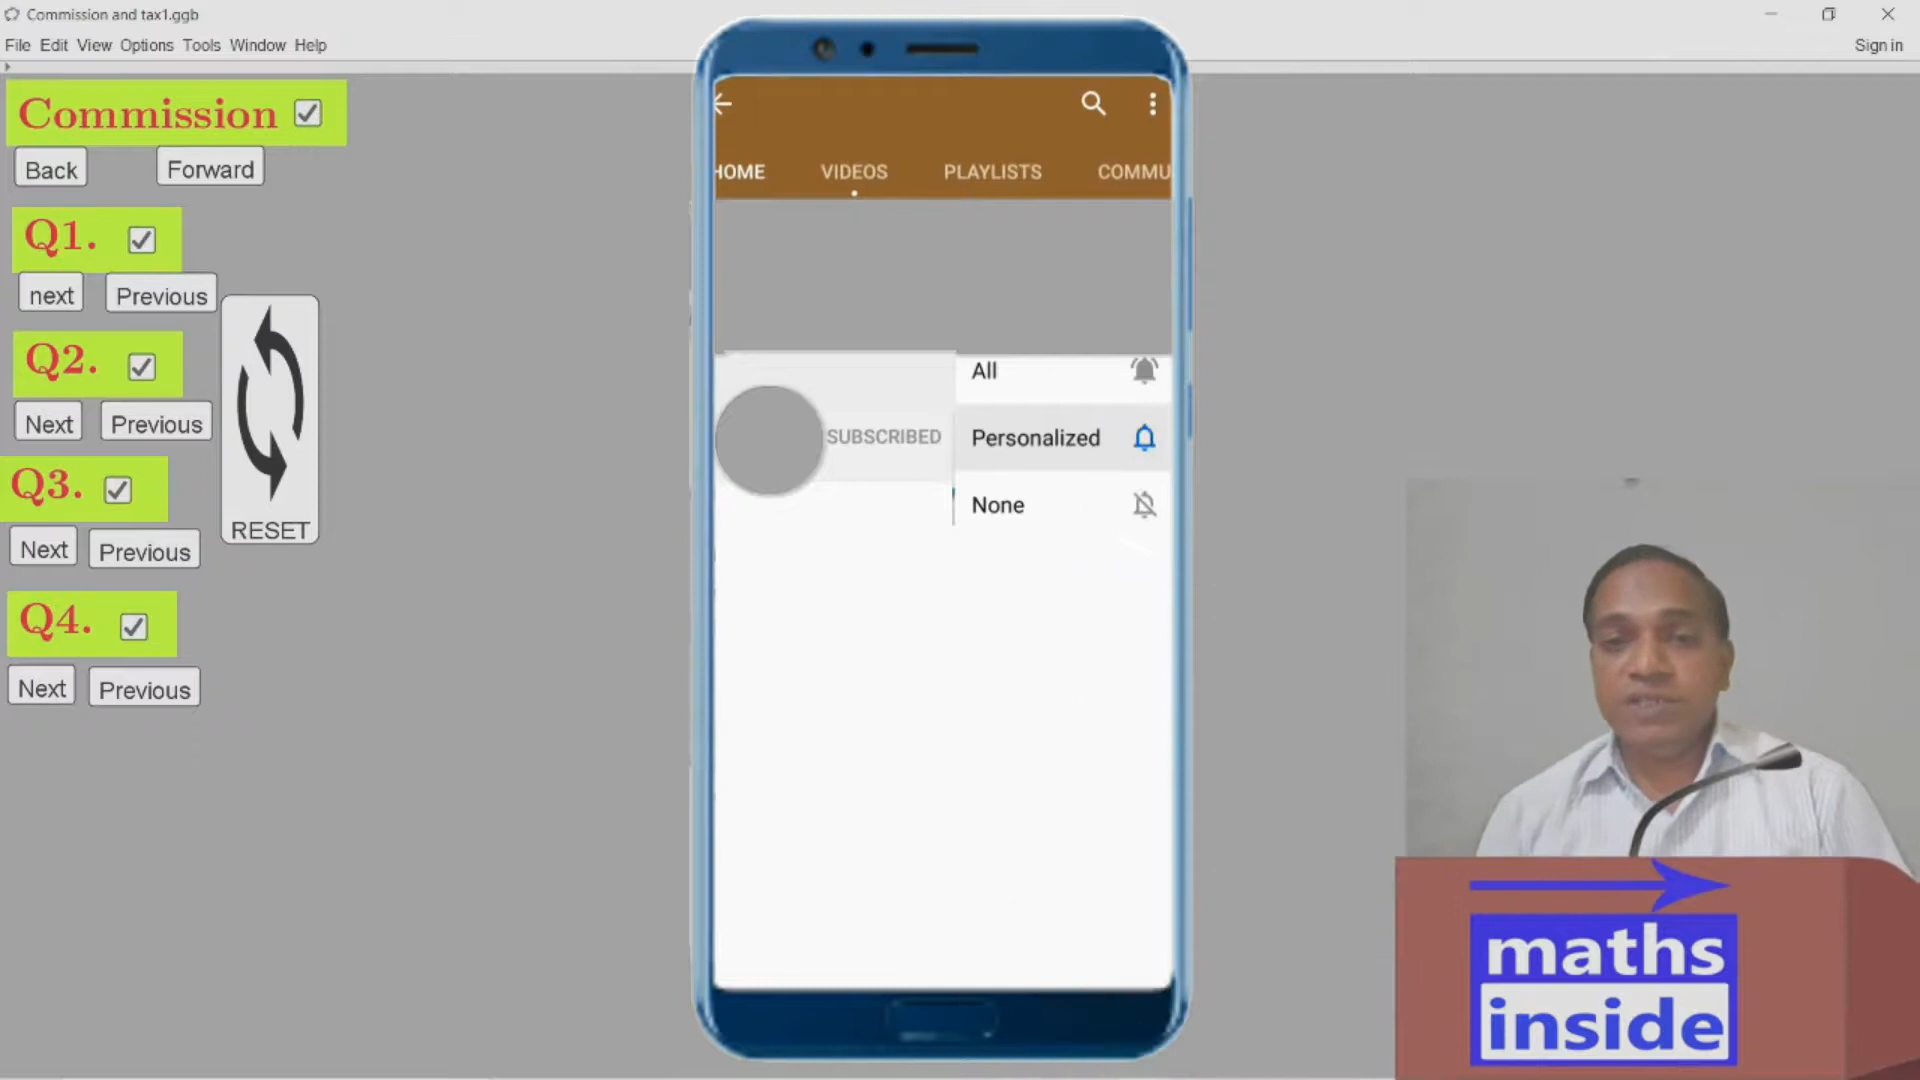 Commission and tax1.ggb
File Edit View Options Tools Window Help
Sign in
Commission
Back Forward
Q1.
next Previous
Q2.
Next Previous
Q3.
Next Previous
Q4.
Next Previous
RESET
HOME VIDEOS PLAYLISTS COMMU
All
SUBSCRIBED Personalized
None
maths
inside